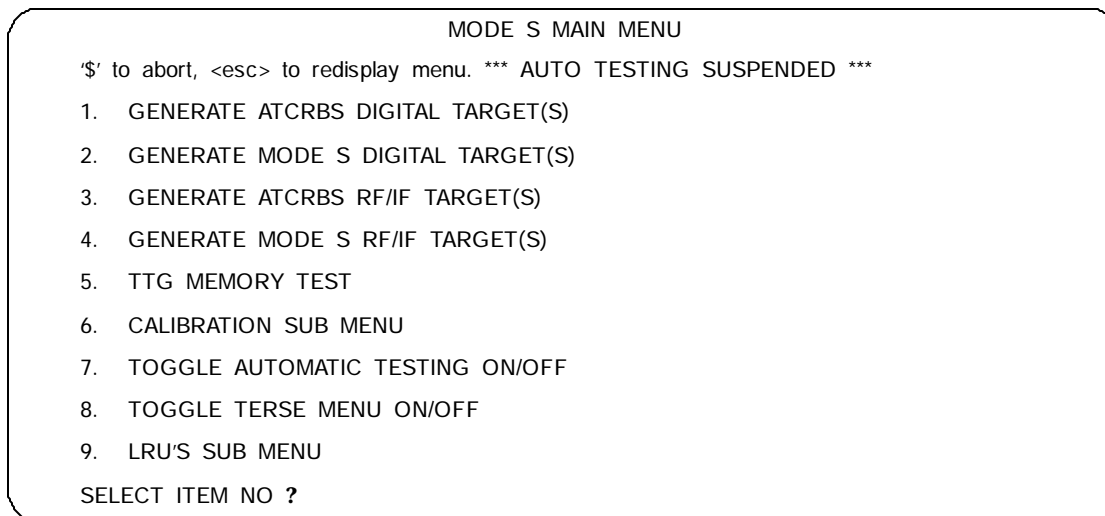 MODE S MAIN MENU
‘$’ to abort, <esc> to redisplay menu. *** AUTO TESTING SUSPENDED ***
1. GENERATE ATCRBS DIGITAL TARGET(S)
2. GENERATE MODE S DIGITAL TARGET(S)
3. GENERATE ATCRBS RF/IF TARGET(S)
4. GENERATE MODE S RF/IF TARGET(S)
5. TTG MEMORY TEST
6. CALIBRATION SUB MENU
7. TOGGLE AUTOMATIC TESTING ON/OFF
8. TOGGLE TERSE MENU ON/OFF
9. LRU'S SUB MENU
SELECT ITEM NO ?